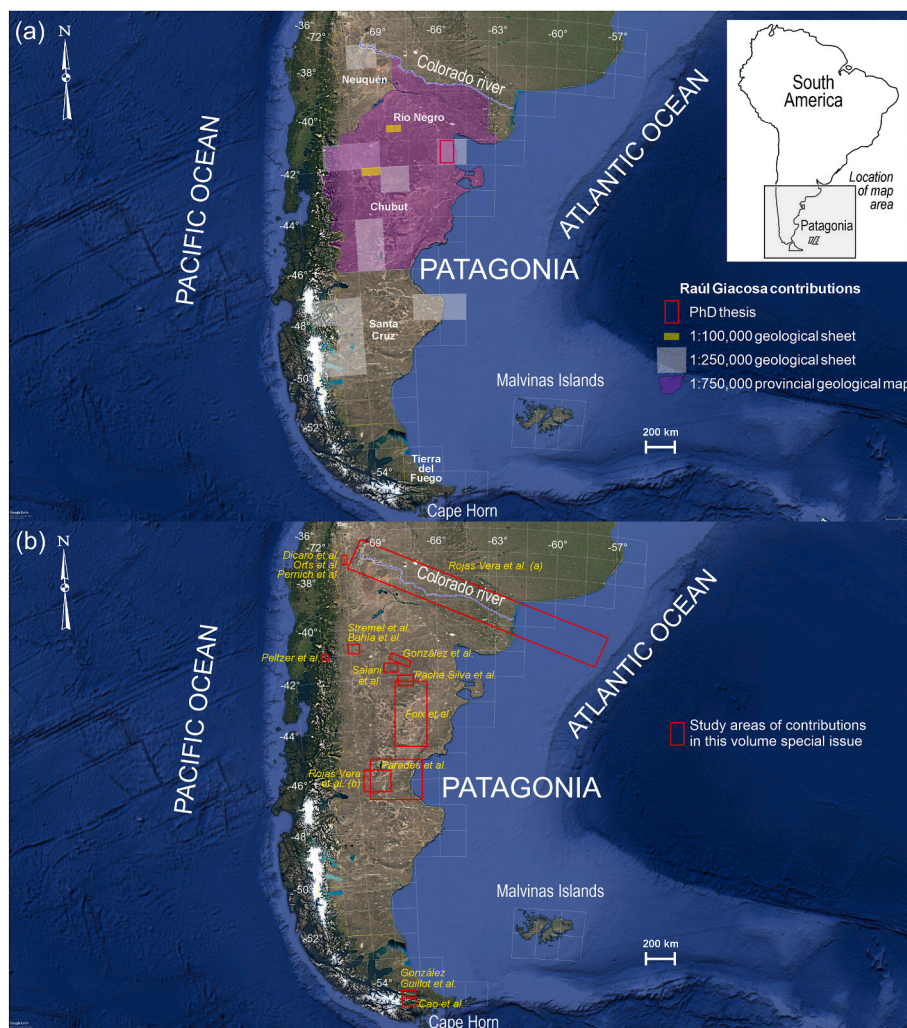 (a)
N
-36°
-72°
-69°
-66°
-63°
-60°
-57°
Neuquén
-38°
Colorado river
-40°
Río Negro
-42°
Chubut
-44°
-46°
-48°
Santa
Cruz
-50°
-52°
-54°
Tierra
del
Fuego
Cape Horn
PACIFIC OCEAN
ATLANTIC OCEAN
PATAGONIA
Malvinas Islands
200 km
South
America
Location
of map
area
Patagonia
Raúl Giacosa contributions
PhD thesis
1:100,000 geological sheet
1:250,000 geological sheet
1:750,000 provincial geological map
Google Earth
(b)
N
-36°
-72°
-69°
-66°
-63°
-60°
-57°
Dicaro et al.
Orts et al.
Pernich et al.
-38°
Rojas Vera et al. (a)
Colorado river
-40°
Stremel et al.
Bahía et al.
Peltzer et al.
González et al.
Salani
et al.
Pacha Silva et al.
-42°
Foix et al.
-44°
Paredes et al.
Rojas Vera
et al. (b)
-46°
-48°
-50°
-52°
-54°
González
Guillot et al.
Cao et al.
Cape Horn
PACIFIC OCEAN
ATLANTIC OCEAN
PATAGONIA
Study areas of contributions
in this volume special issue
Malvinas Islands
200 km
Google Earth